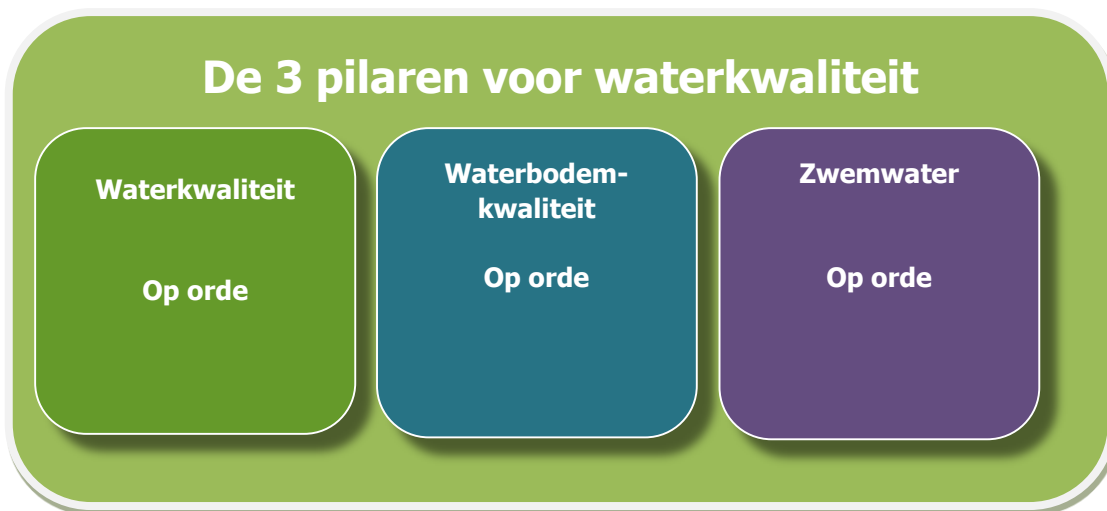 De 3 pilaren voor waterkwaliteit
Waterkwaliteit
Op orde
Waterbodem-
kwaliteit
Op orde
Zwemwater
Op orde